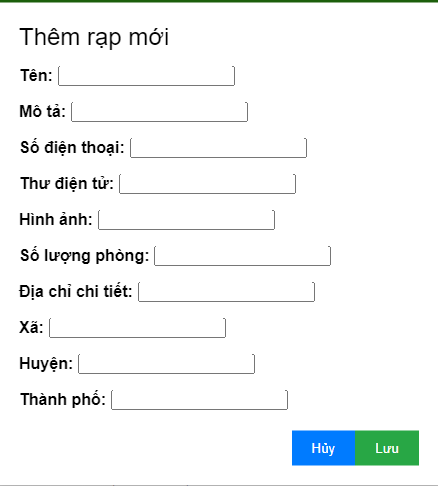 Thêm rạp mới
Tên:
Mô tả:
Số điện thoại:
Thư điện tử:
Hình ảnh:
Số lượng phòng:
Địa chỉ chi tiết:
Xã:
Huyện:
Thành phố:
Hủy Lưu